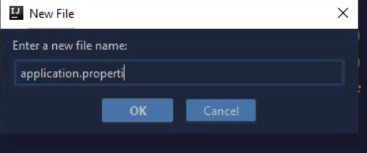 New File
Enter a new file name:
application.properti
OK
Cancel